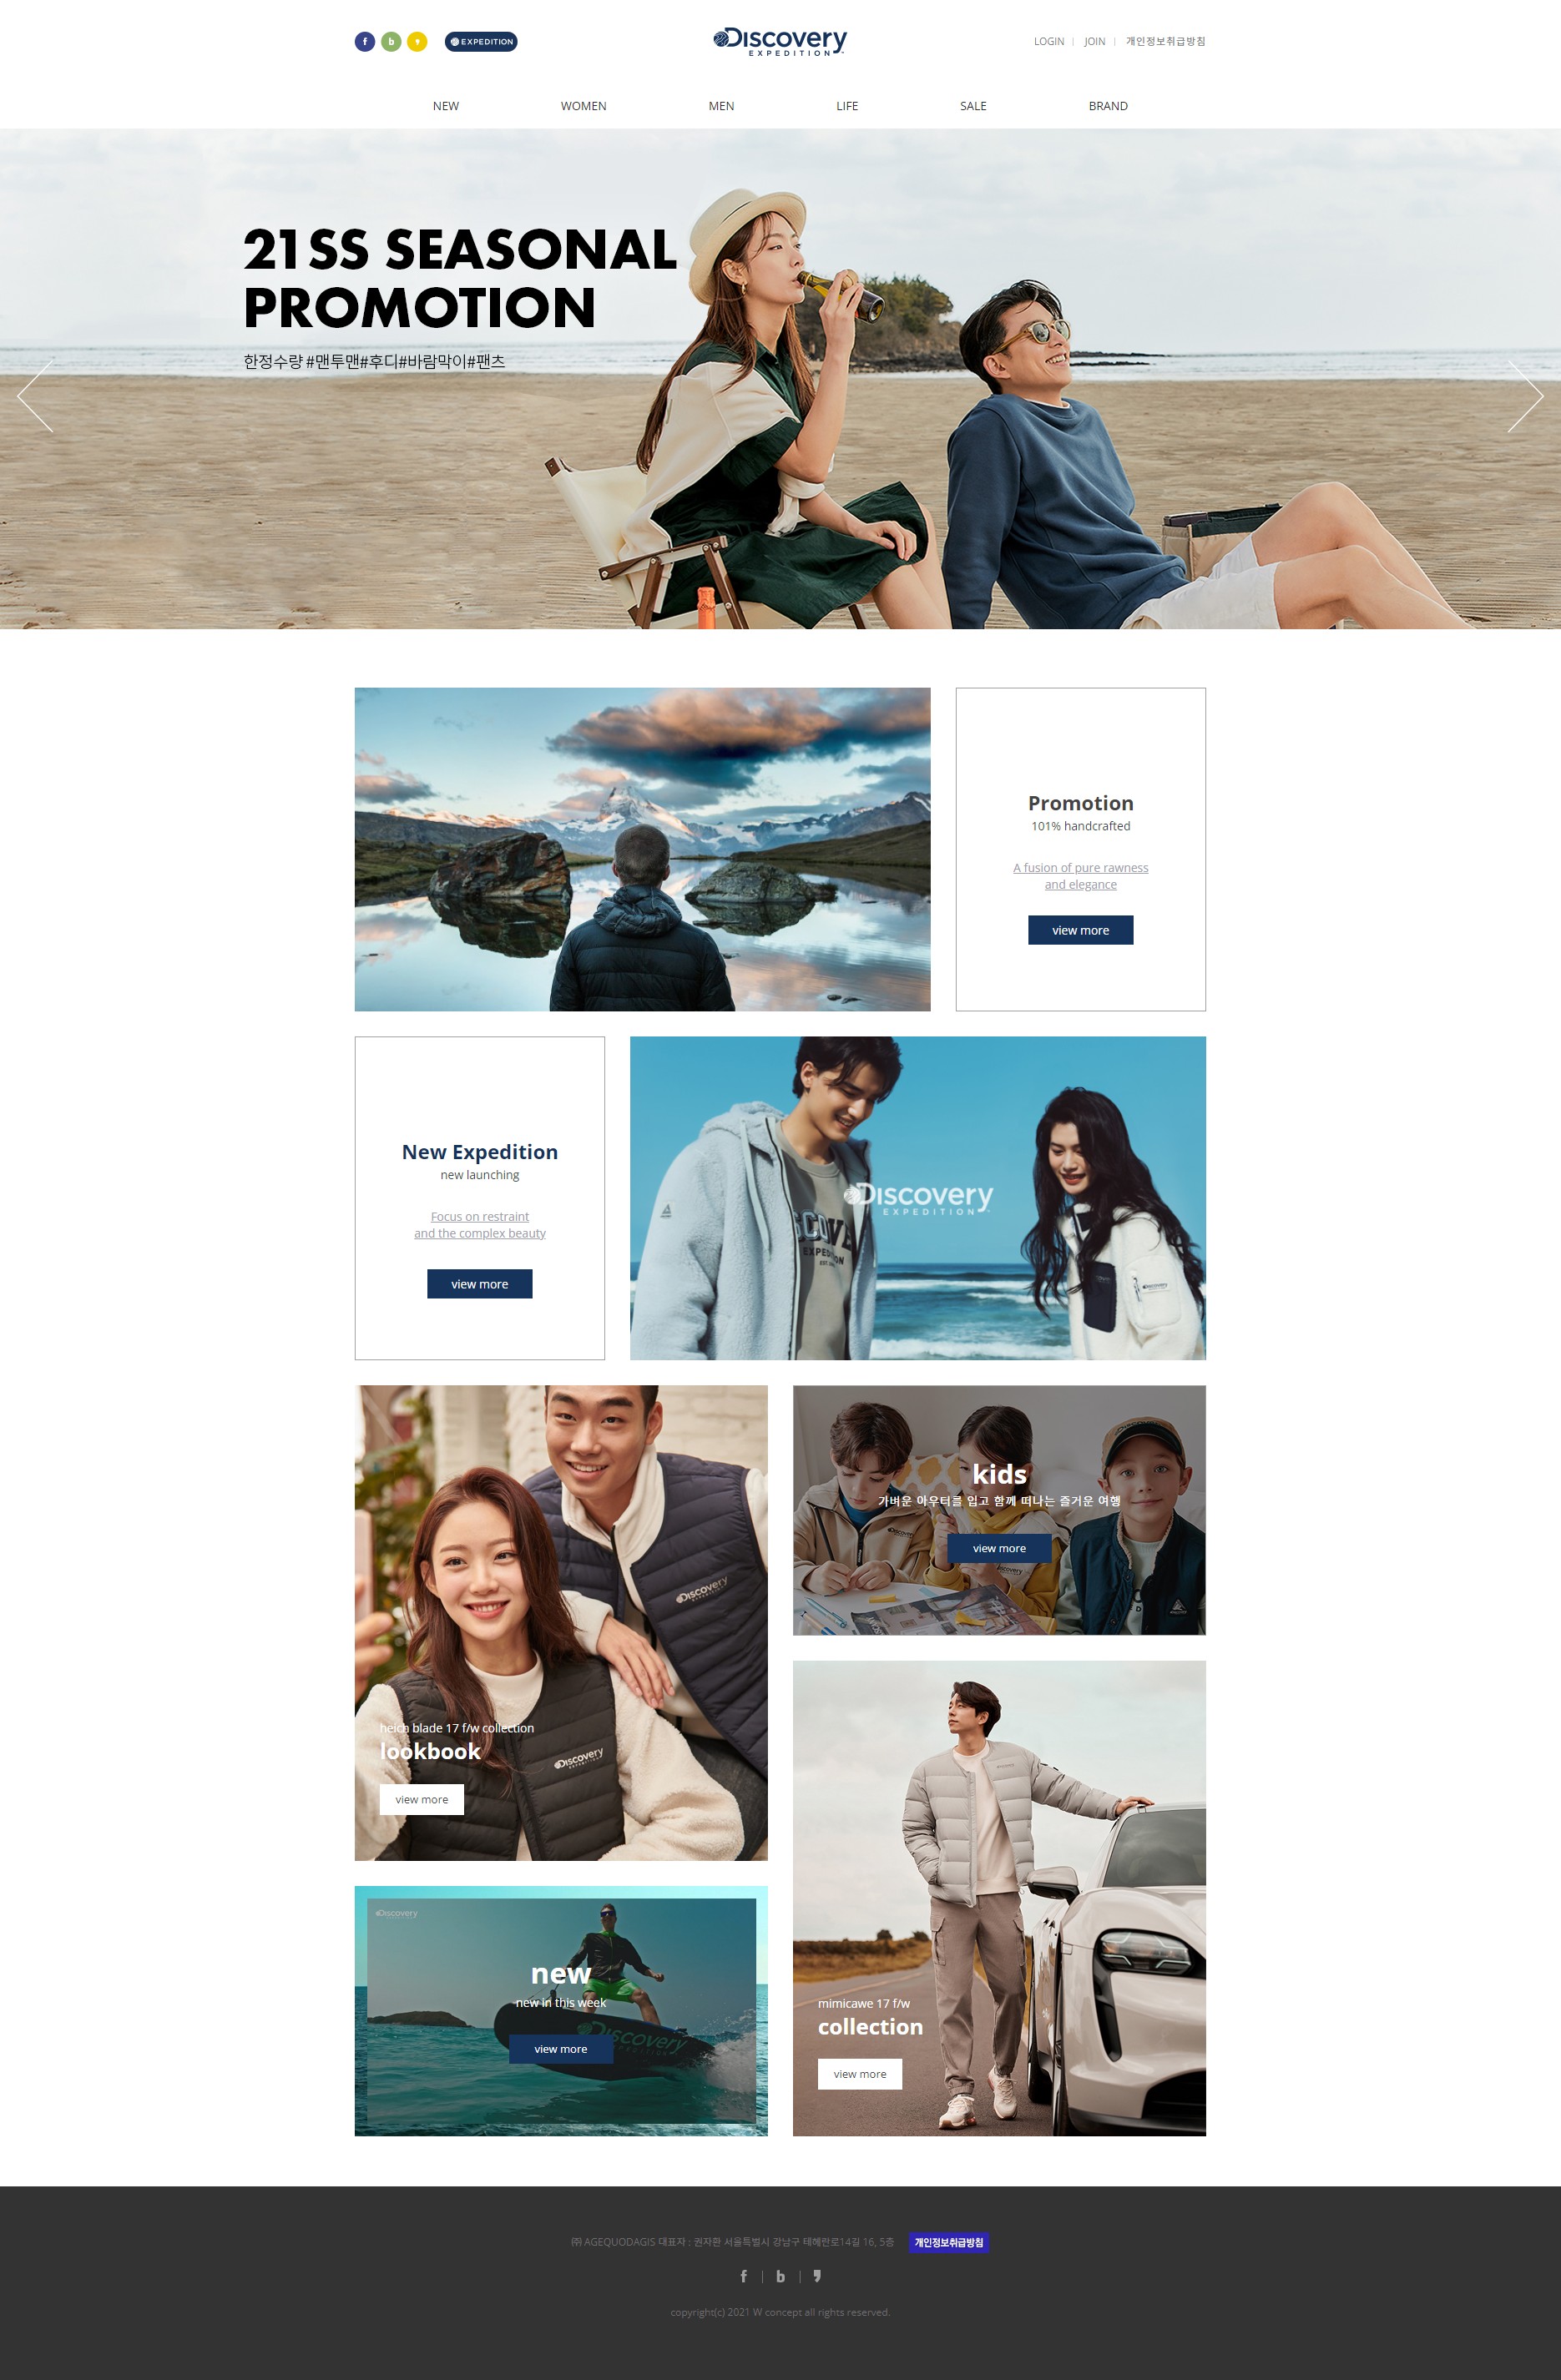 f
b
EXPEDITION
Discovery
EXPEDITION
LOGIN
JOIN
개인정보취급방침
NEW
WOMEN
MEN
LIFE
SALE
BRAND
21SS SEASONAL
PROMOTION
한정수량 #맨투맨#후디#바람막이#팬츠
Promotion
101% handcrafted
A fusion of pure rawness
and elegance
view more
New Expedition
new launching
Focus on restraint
and the complex beauty
view more
Discovery
EXPEDITION
EXPEDITION
Discovery
kids
가벼운 아우터를 입고 함께 떠나는 즐거운 여행
view more
Discovery
Discovery
heich blade 17 f/w collection
lookbook
Discovery
view more
Discovery
new
new in this week
Discovery
view more
mimicawe 17 f/w
collection
view more
㈜ AGEQUODAGIS 대표자 : 권자환 서울특별시 강남구 테헤란로14길 16, 5층
개인정보취급방침
f
b
copyright(c) 2021 W concept all rights reserved.